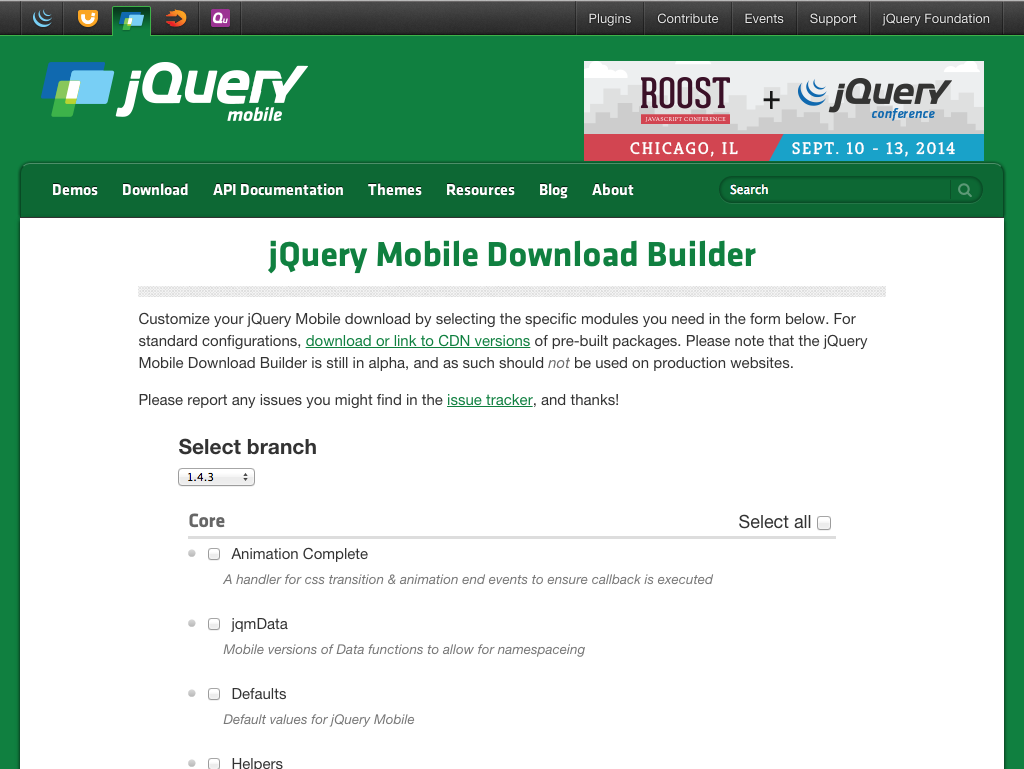 Qu
Plugins
Contribute
Events
Support
jQuery Foundation
jQuery
mobile
ROOST
JAVASCRIPT CONFERENCE
+
jQuery
conference
CHICAGO, IL
SEPT. 10 - 13, 2014
Demos
Download
API Documentation
Themes
Resources
Blog
About
Search
jQuery Mobile Download Builder
Customize your jQuery Mobile download by selecting the specific modules you need in the form below. For
standard configurations, download or link to CDN versions of pre-built packages. Please note that the jQuery
Mobile Download Builder is still in alpha, and as such should not be used on production websites.
Please report any issues you might find in the issue tracker, and thanks!
Select branch
1.4.3
Core
Select all
Animation Complete
A handler for css transition & animation end events to ensure callback is executed
jqmData
Mobile versions of Data functions to allow for namespaceing
Defaults
Default values for jQuery Mobile
Helpers